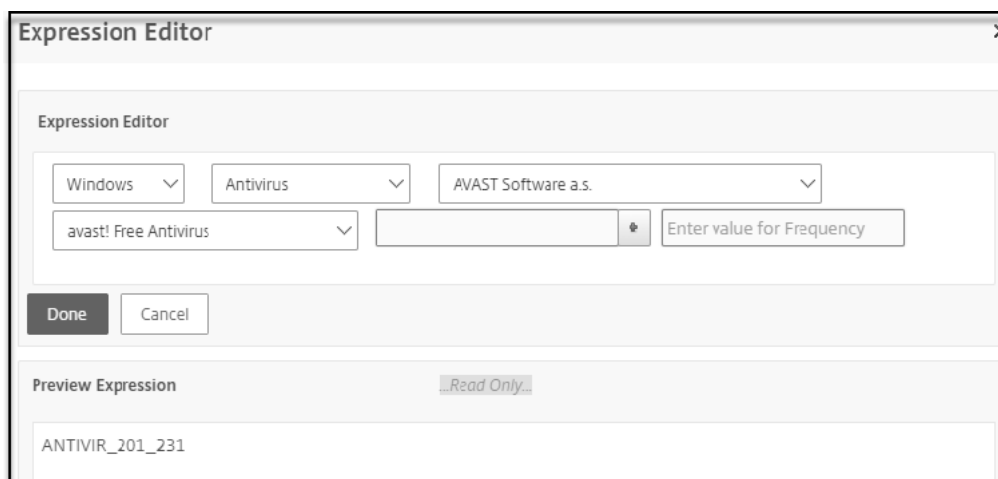 Expression Editor
Expression Editor
Windows Antivirus AVAST Software a.s.
avast! Free Antivirus Enter value for Frequency
Done Cancel
Preview Expression ...Read Only...
ANTIVIR_201_231